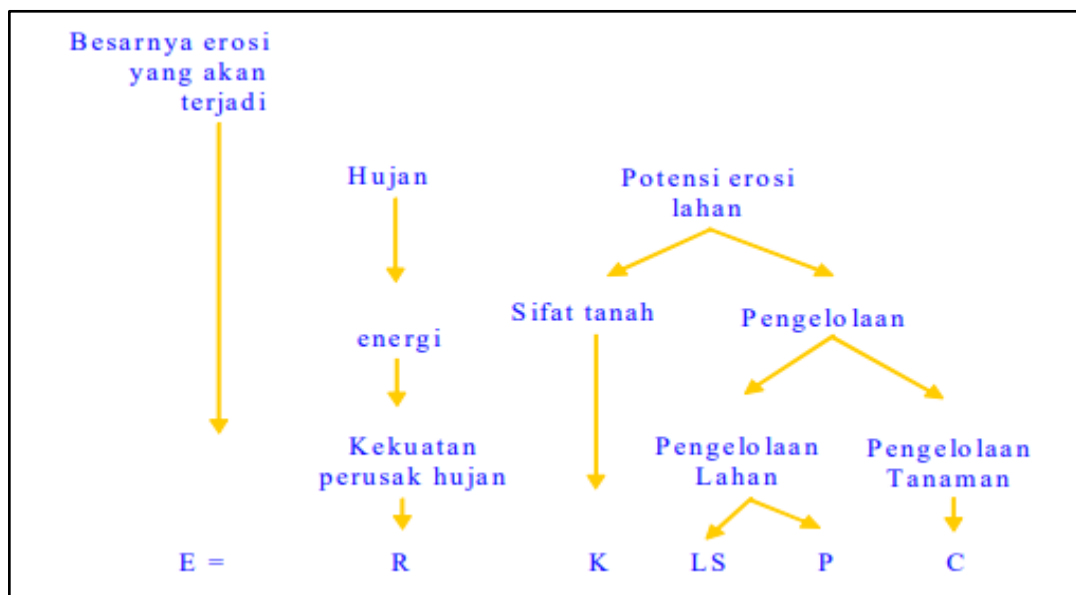 Besarnya erosi
yang akan
terjadi
Hujan
Potensi erosi
lahan
Sifat tanah
Pengelolaan
energi
Kekuatan
perusak hujan
Pengelolaan
Lahan
Pengelolaan
Tanaman
E = R K LS P C